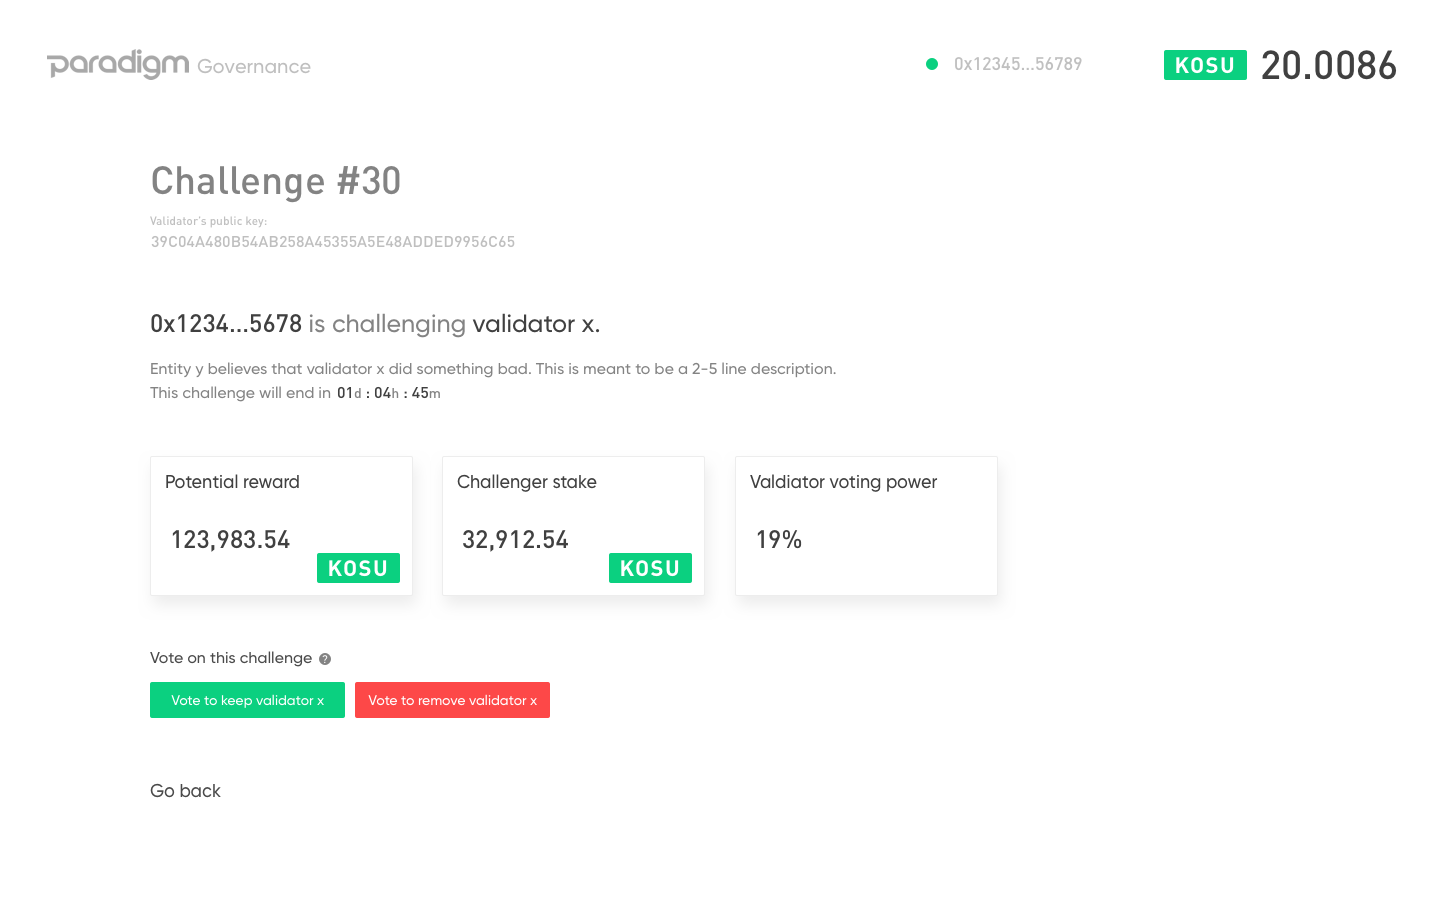 paradigm Governance
0x12345...56789
KOSU 20.0086
Challenge #30
Validator's public key:
39C04A480B54AB258A45355A5E48ADDED9956C65
0x1234...5678 is challenging validator x.
Entity y believes that validator x did something bad. This is meant to be a 2-5 line description.
This challenge will end in 01d : 04h : 45m
Potential reward
123,983.54
KOSU
Challenger stake
32,912.54
KOSU
Valdiator voting power
19%
Vote on this challenge ?
Vote to keep validator x
Vote to remove validator x
Go back